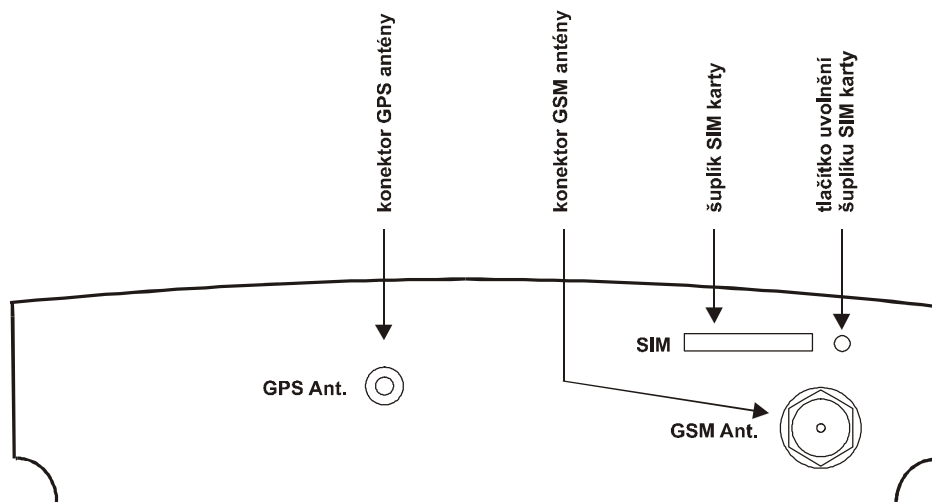 konektor GPS antény
konektor GSM antény
šuplík SIM karty
tlačítko uvolnění
šuplíku SIM karty
SIM
GPS Ant.
GSM Ant.